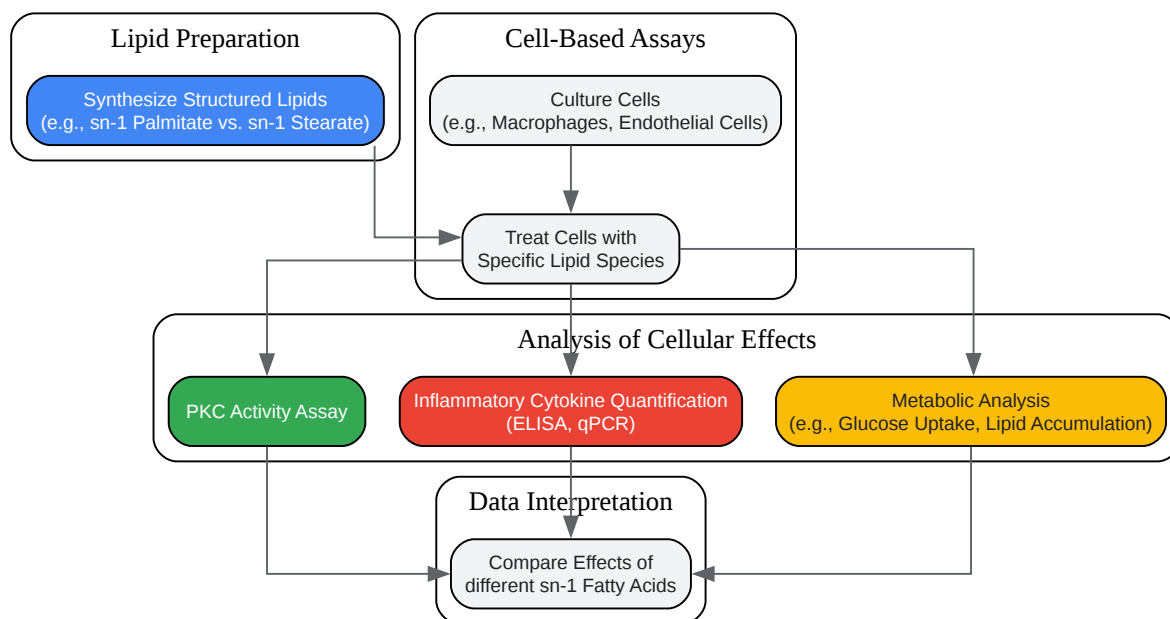 Lipid Preparation
Synthesize Structured Lipids
(e.g., sn-1 Palmitate vs. sn-1 Stearate)
Cell-Based Assays
Culture Cells
(e.g., Macrophages, Endothelial Cells)
Treat Cells with
Specific Lipid Species
Analysis of Cellular Effects
PKC Activity Assay
Inflammatory Cytokine Quantification
(ELISA, qPCR)
Metabolic Analysis
(e.g., Glucose Uptake, Lipid Accumulation)
Data Interpretation
Compare Effects of
different sn-1 Fatty Acids